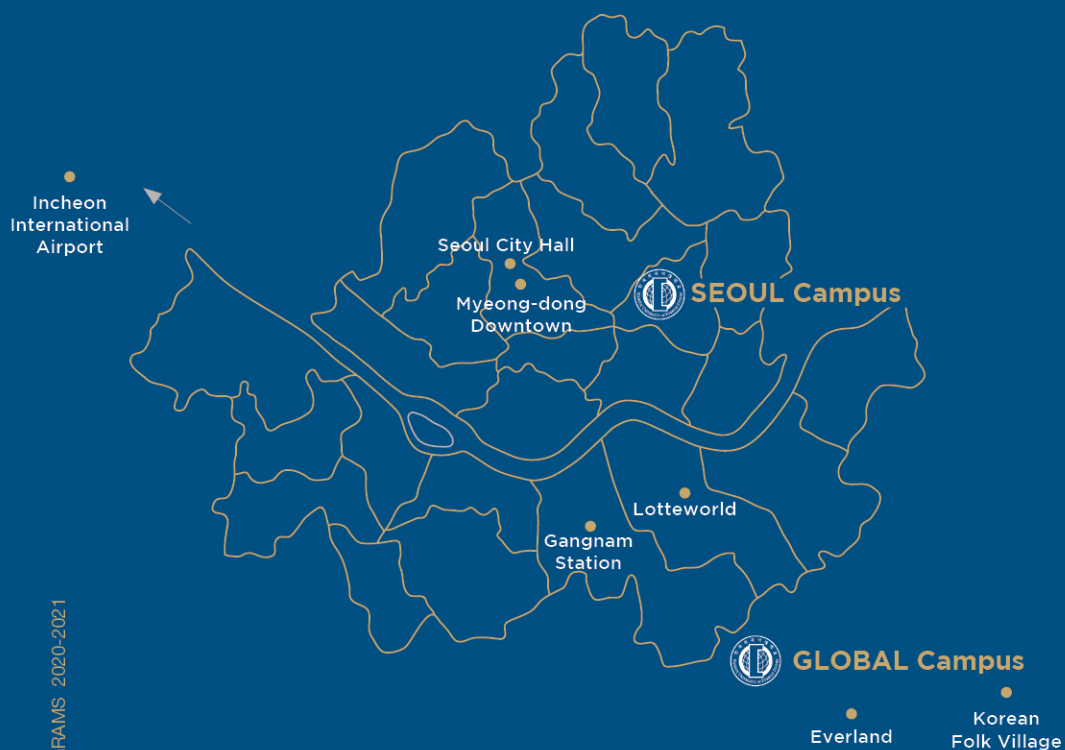 Incheon
International
Airport
Seoul City Hall
Myeong-dong
Downtown
SEOUL Campus
Lotteworld
Gangnam
Station
GLOBAL Campus
Everland
Korean
Folk Village
RAMS 2020-2021